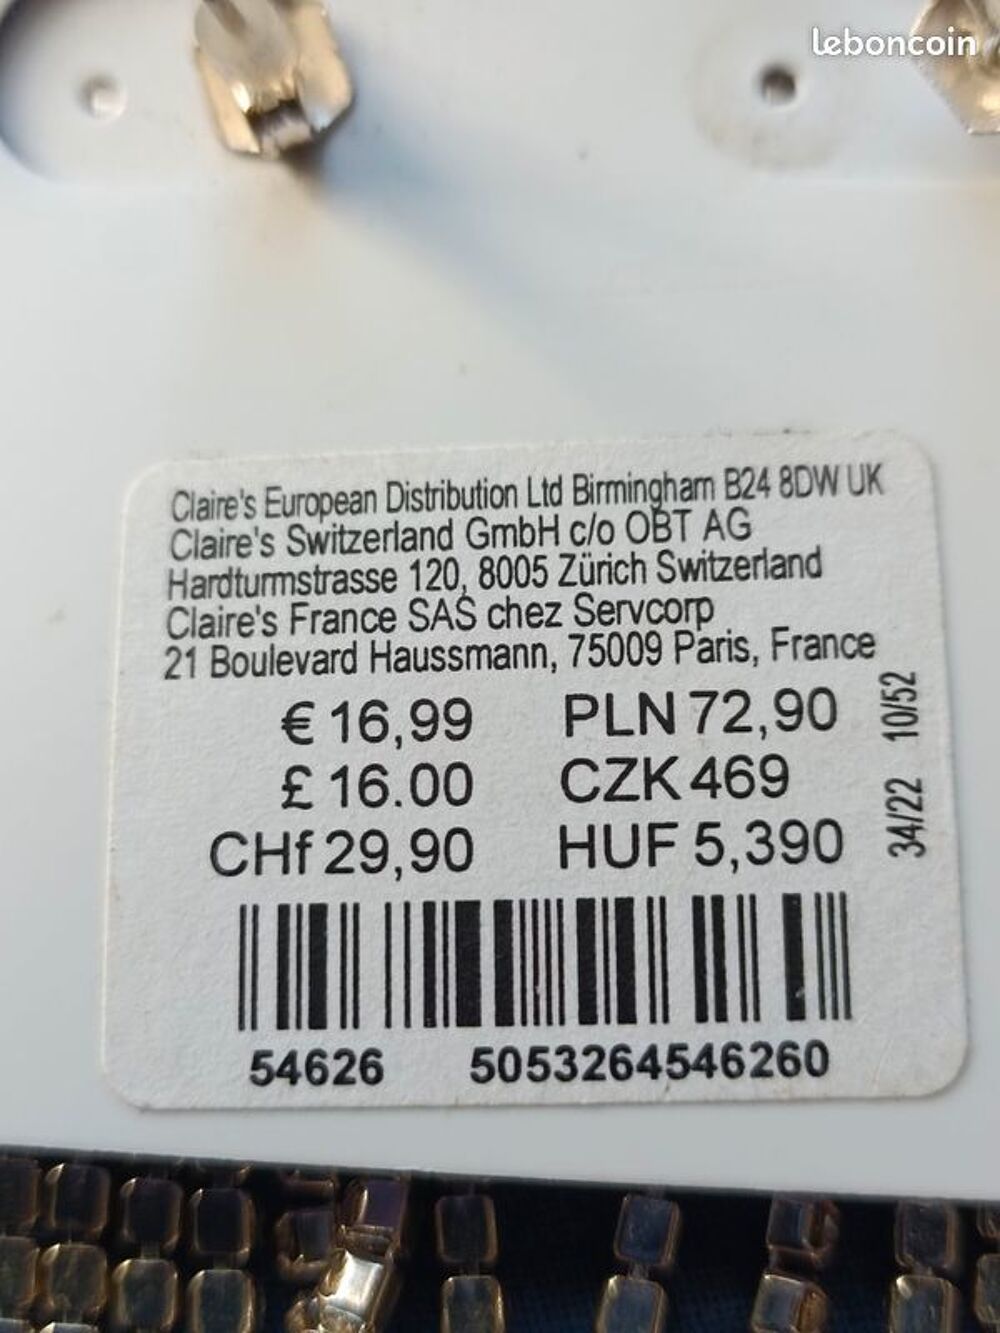 leboncoin
Claire's European Distribution Ltd Birmingham B24 8DW UK
Claire's Switzerland GmbH c/o OBT AG
Hardturmstrasse 120, 8005 Zürich Switzerland
Claire's France SAS chez Servcorp
21 Boulevard Haussmann, 75009 Paris, France
€ 16,99 PLN 72,90
£ 16.00 CZK 469
CHf 29,90 HUF 5,390
34/22 10/52
54626 5053264546260